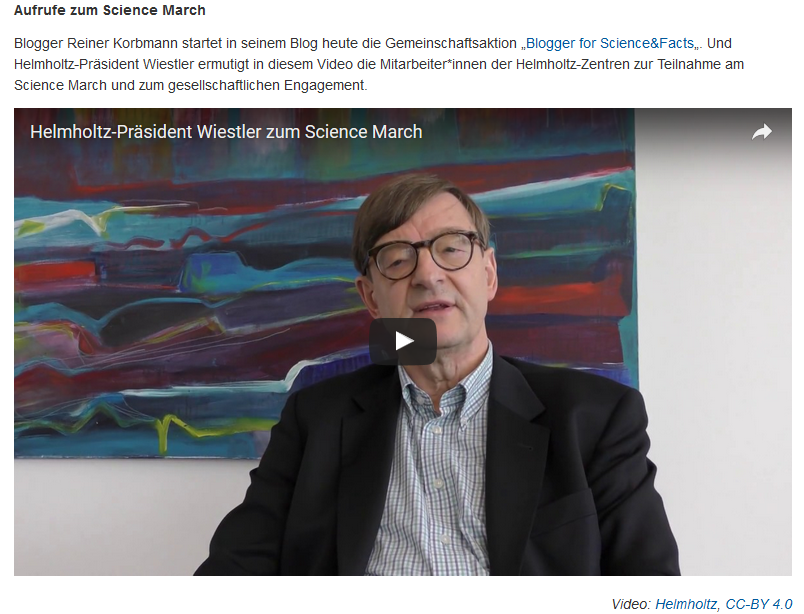 Aufrufe zum Science March
Blogger Reiner Korbmann startet in seinem Blog heute die Gemeinschaftsaktion „Blogger for Science&Facts„. Und
Helmholtz-Präsident Wiestler ermutigt in diesem Video die Mitarbeiter*innen der Helmholtz-Zentren zur Teilnahme am
Science March und zum gesellschaftlichen Engagement.
Helmholtz-Präsident Wiestler zum Science March
Video: Helmholtz, CC-BY 4.0